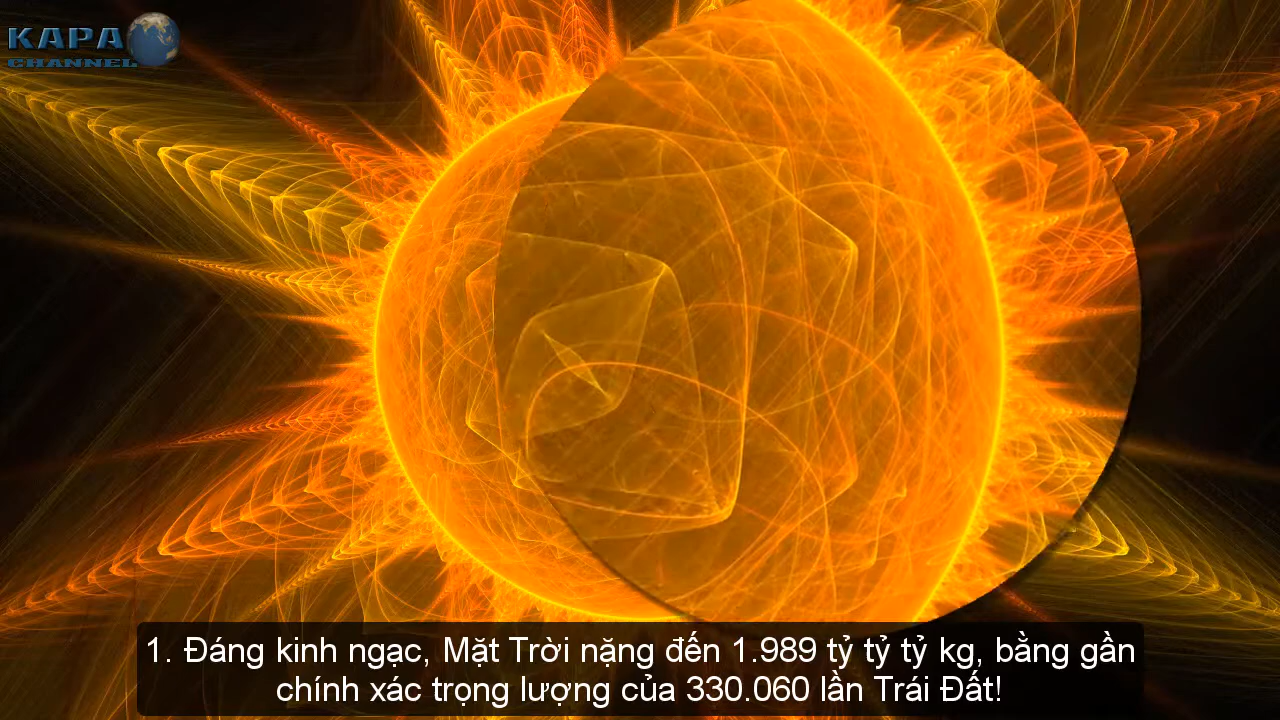 KAPA
CHANNEL
1. Đáng kinh ngạc, Mặt Trời nặng đến 1.989 tỷ tỷ tỷ kg, bằng gần
chính xác trọng lượng của 330.060 lần Trái Đất!